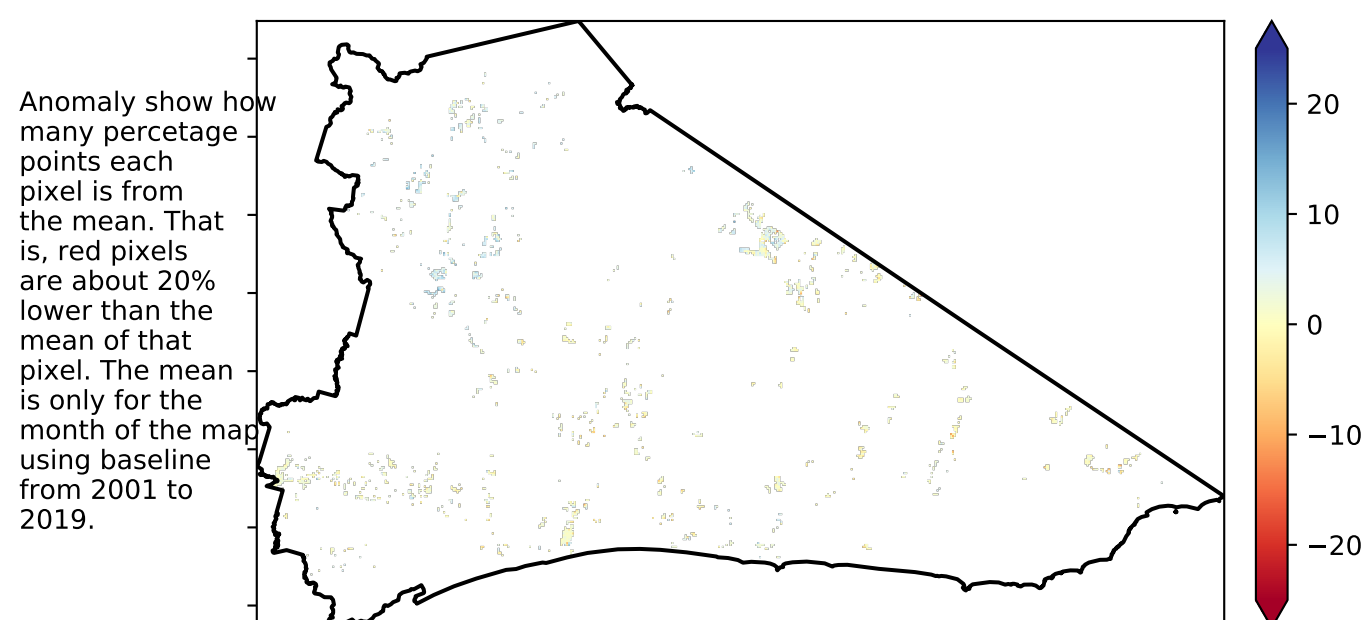 Anomaly show how
many percetage
points each
pixel is from
the mean. That
is, red pixels
are about 20%
lower than the
mean of that
pixel. The mean
is only for the
month of the map
using baseline
from 2001 to
2019.
20
10
0
−10
−20